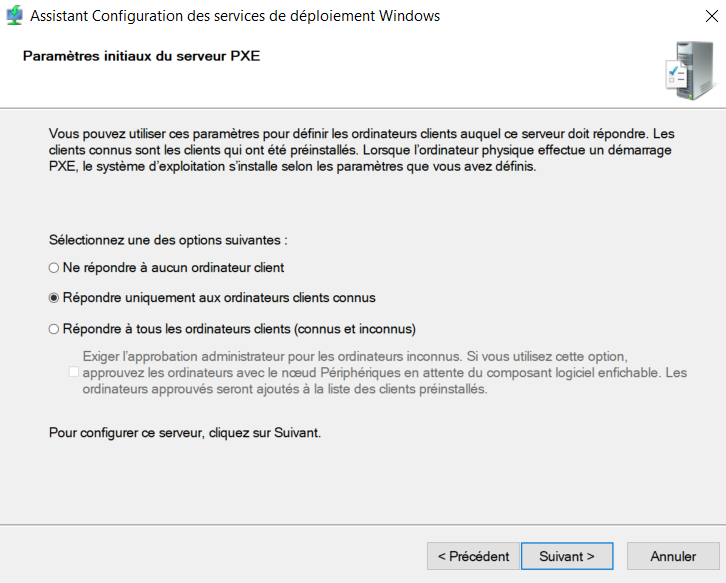 Assistant Configuration des services de déploiement Windows
Paramètres initiaux du serveur PXE
Vous pouvez utiliser ces paramètres pour définir les ordinateurs clients auquel ce serveur doit répondre. Les
clients connus sont les clients qui ont été préinstallés. Lorsque l'ordinateur physique effectue un démarrage
PXE, le système d'exploitation s'installe selon les paramètres que vous avez définis.
Sélectionnez une des options suivantes :
Ne répondre à aucun ordinateur client
Répondre uniquement aux ordinateurs clients connus
Répondre à tous les ordinateurs clients (connus et inconnus)
Exiger l'approbation administrateur pour les ordinateurs inconnus. Si vous utilisez cette option,
approuvez les ordinateurs avec le nœud Périphériques en attente du composant logiciel enfichable. Les
ordinateurs approuvés seront ajoutés à la liste des clients préinstallés.
Pour configurer ce serveur, cliquez sur Suivant.
< Précédent Suivant > Annuler